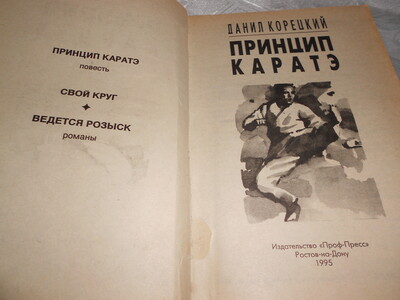 ПРИНЦИП КАРАТЭ
повесть
СВОЙ КРУГ
ВЕДЕТСЯ РОЗЫСК
романы
ДАНИЛ КОРЕЦКИЙ
ПРИНЦИП
КАРАТЭ
Издательство «Проф-Пресс»
Ростов-на-Дону
1995